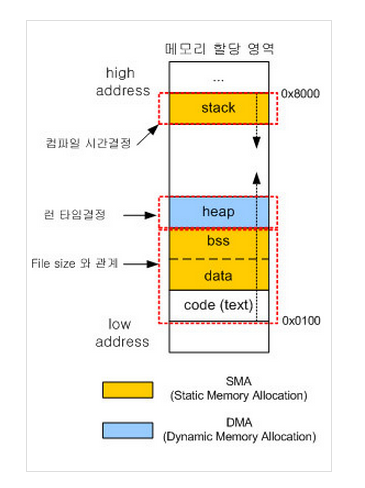 메모리 할당 영역
high
address
...
0x8000
stack
컴파일 시간결정
런 타임결정
heap
bss
File size 와 관계
data
code (text)
low
address
0x0100
SMA
(Static Memory Allocation)
DMA
(Dynamic Memory Allocation)